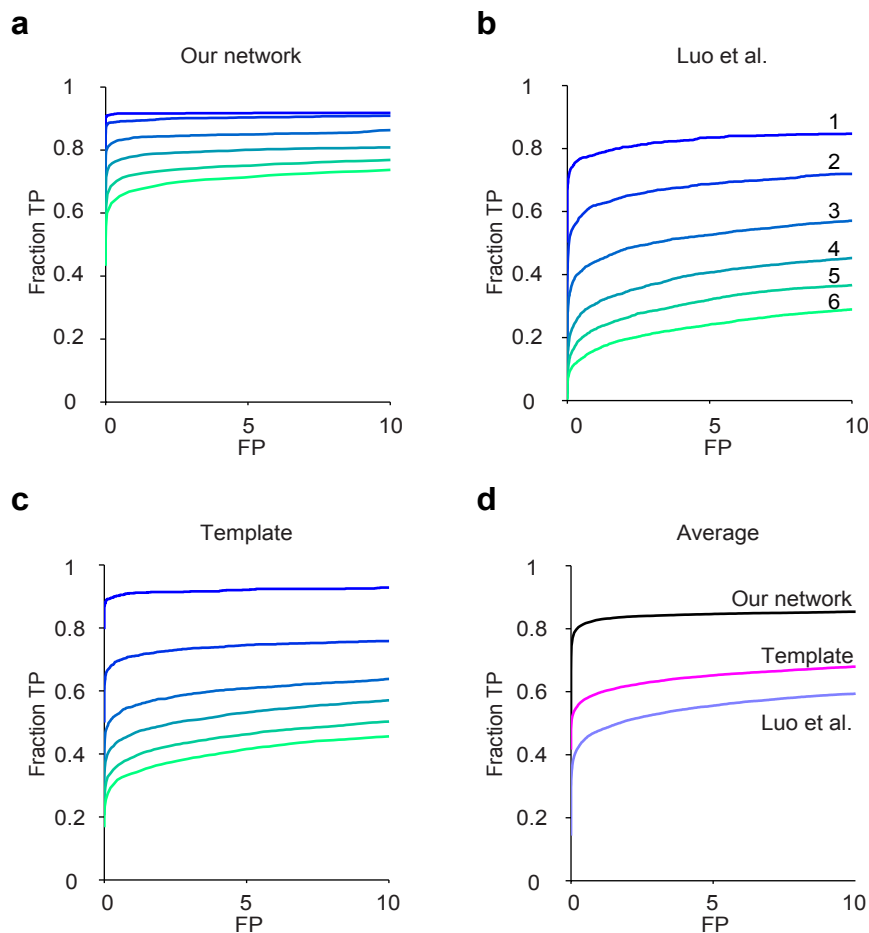 a
Our network
1
0.8
0.6
0.4
0.2
0
Fraction TP
0
5
10
FP
b
Luo et al.
1
0.8
0.6
0.4
0.2
0
Fraction TP
1
2
3
4
5
6
0
5
10
FP
c
Template
1
0.8
0.6
0.4
0.2
0
Fraction TP
0
5
10
FP
d
Average
1
0.8
0.6
0.4
0.2
0
Fraction TP
Our network
Template
Luo et al.
0
5
10
FP